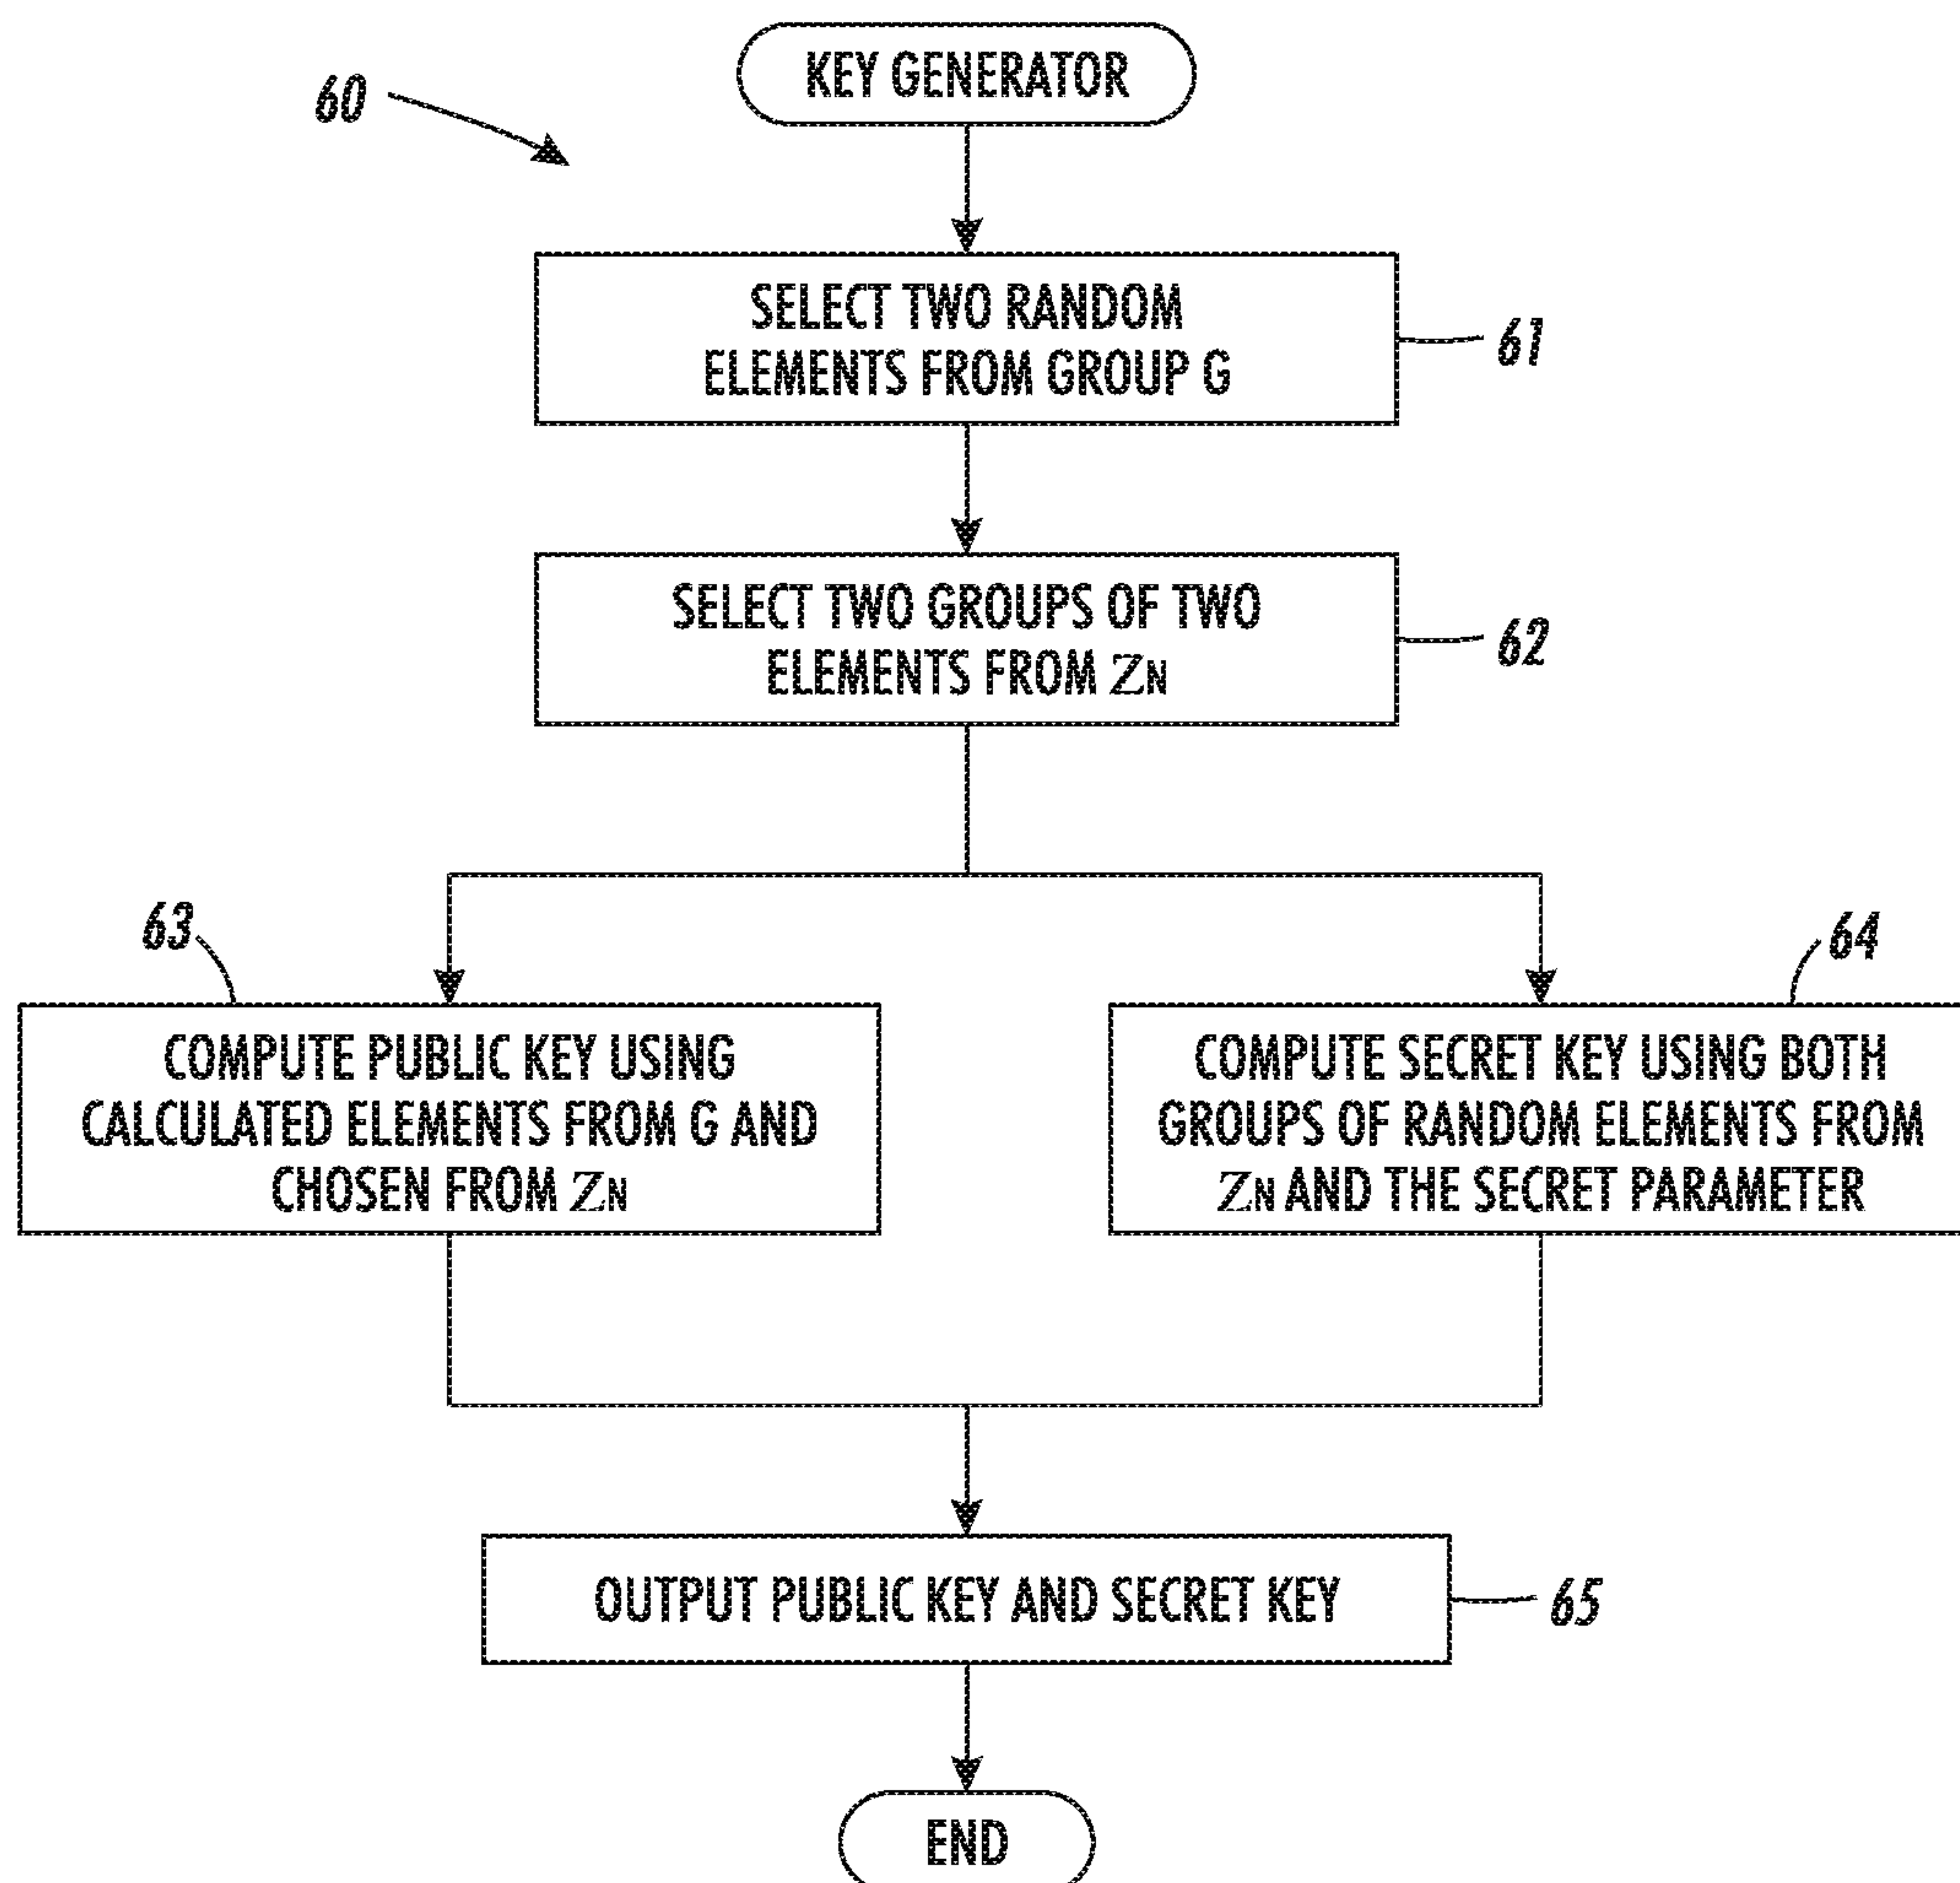 KEY GENERATOR
60
SELECT TWO RANDOM
ELEMENTS FROM GROUP G
61
SELECT TWO GROUPS OF TWO
ELEMENTS FROM ZN
62
63
COMPUTE PUBLIC KEY USING
CALCULATED ELEMENTS FROM G AND
CHOSEN FROM ZN
64
COMPUTE SECRET KEY USING BOTH
GROUPS OF RANDOM ELEMENTS FROM
ZN AND THE SECRET PARAMETER
OUTPUT PUBLIC KEY AND SECRET KEY
65
END